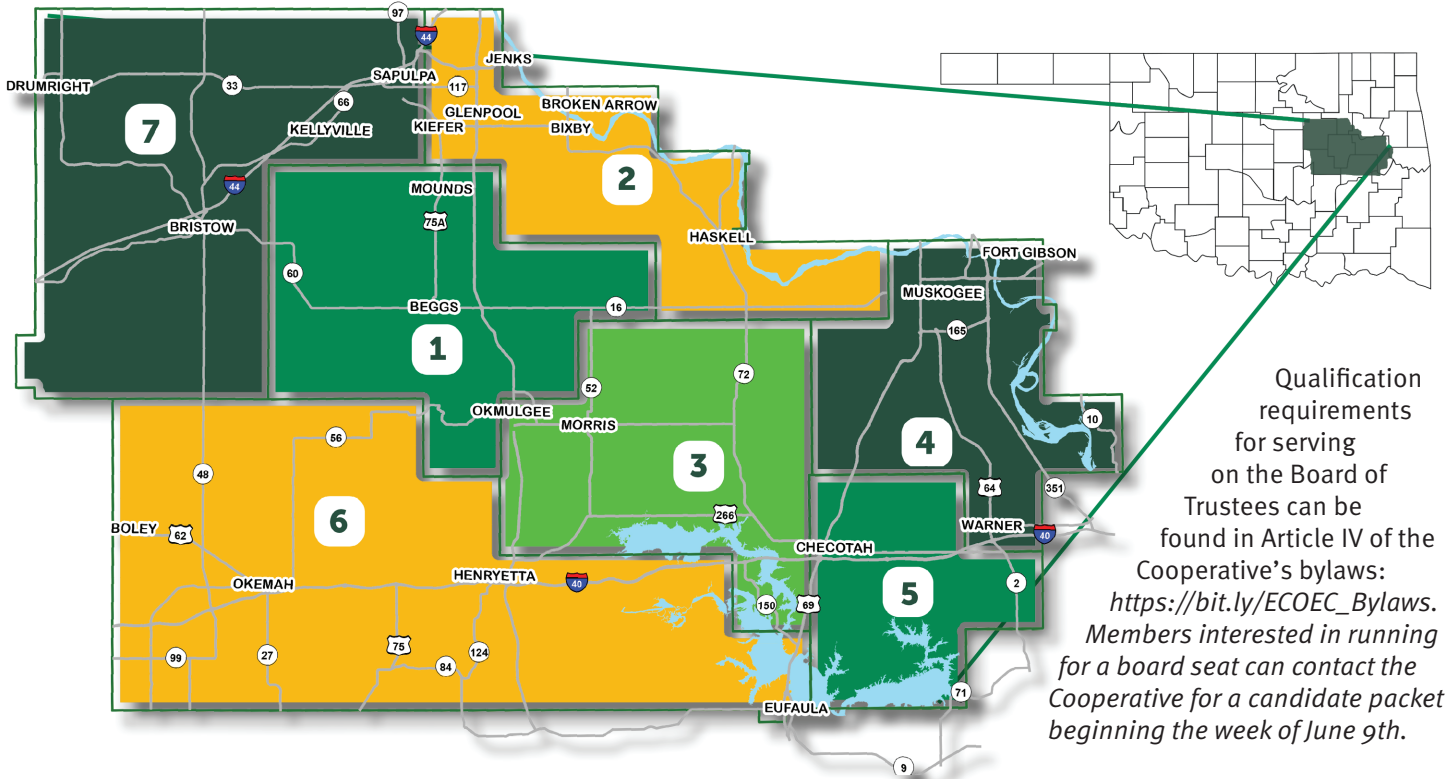 97
44
JENKS
DRUMRIGHT
SAPULPA
33
117
66
BROKEN ARROW
GLENPOOL
KIEFER
BIXBY
KELLYVILLE
7
2
44
MOUNDS
75A
BRISTOW
HASKELL
FORT GIBSON
60
MUSKOGEE
BEGGS
16
165
1
72
52
OKMULGEE
MORRIS
10
56
4
3
48
64
351
6
266
BOLEY
62
WARNER
40
CHECOTAH
HENRYETTA
40
OKEMAH
2
5
150
69
99
27
75
124
84
71
EUFAULA
9
Qualification
requirements
for serving
on the Board of
Trustees can be
found in Article IV of the
Cooperative's bylaws:
https://bit.ly/ECOEC_Bylaws.
Members interested in running
for a board seat can contact the
Cooperative for a candidate packet
beginning the week of June 9th.